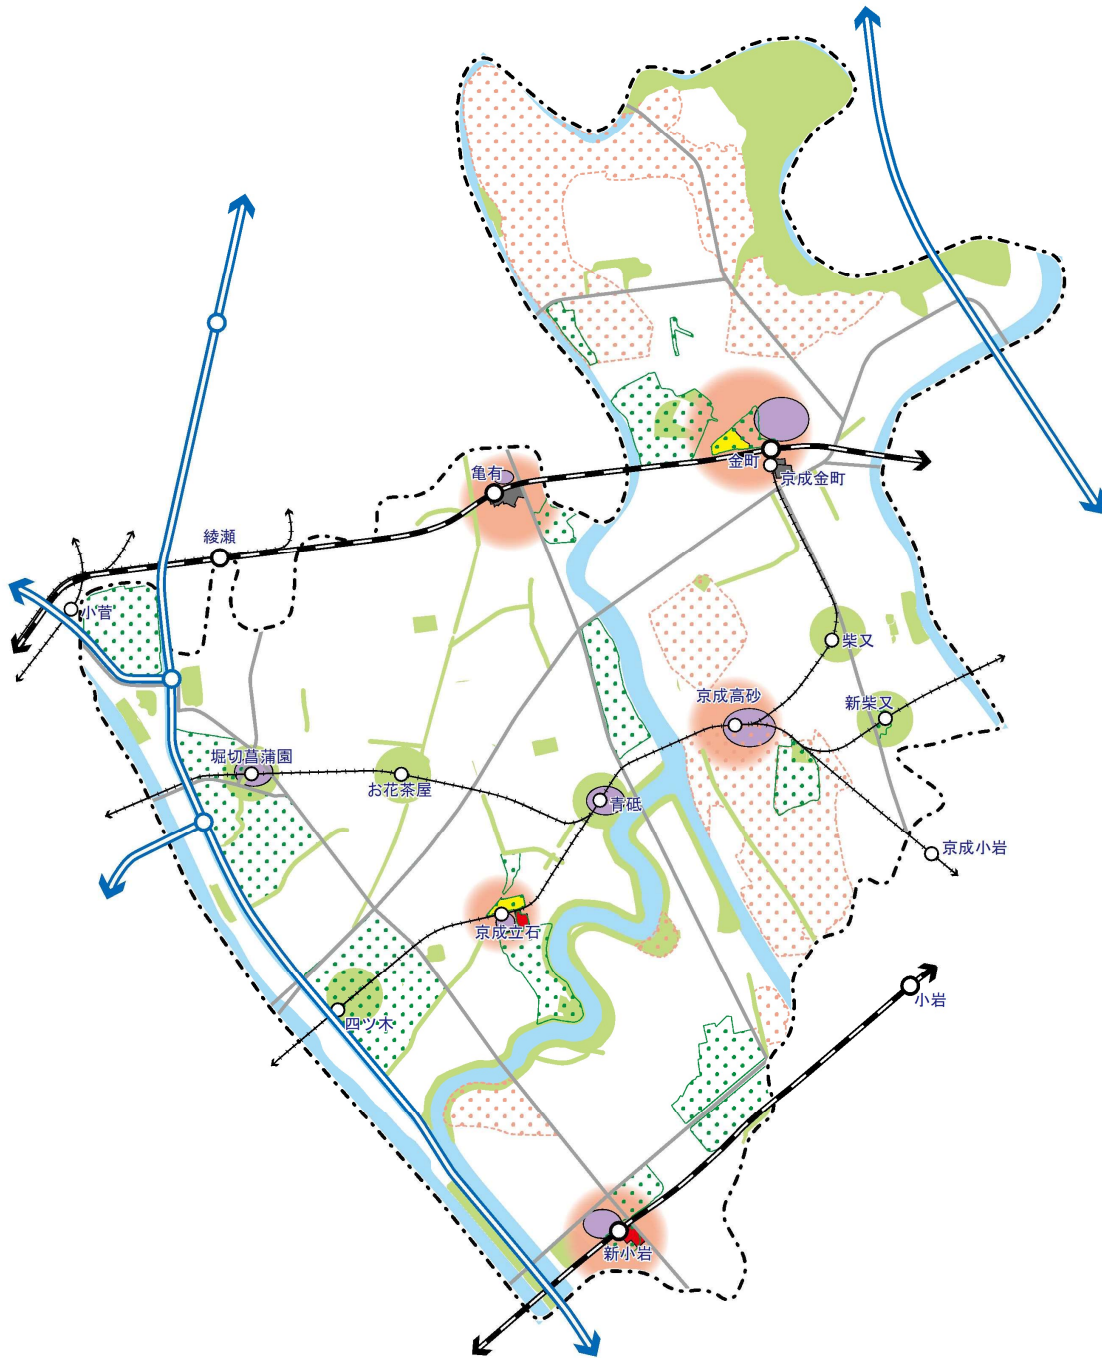 金町
京成金町
亀有
綾瀬
小菅
柴又
京成高砂
新柴又
堀切菖蒲園
お花茶屋
青砥
京成小岩
京成立石
小岩
四ツ木
新小岩